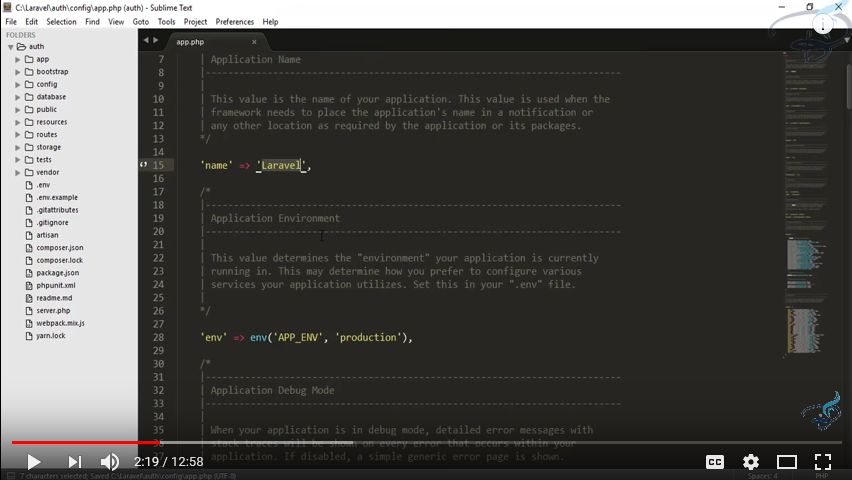 C:\Laravel\auth\config\app.php (auth) - Sublime Text
File Edit Selection Find View Goto Tools Project Preferences Help
FOLDERS
auth
app
bootstrap
config
database
public
resources
routes
storage
tests
vendor
.env
.env.example
.gitattributes
.gitignore
artisan
composer.json
composer.lock
package.json
phpunit.xml
readme.md
server.php
webpack.mix.js
yarn.lock
app.php
7 | Application Name
8 |--------------------------------------------------------------------------
9 |
10 | This value is the name of your application. This value is used when the
11 | framework needs to place the application's name in a notification or
12 | any other location as required by the application or its packages.
13 */
14
15 'name' => 'Laravel',
16
17 /*
18 |--------------------------------------------------------------------------
19 | Application Environment
20 |--------------------------------------------------------------------------
21 |
22 | This value determines the "environment" your application is currently
23 | running in. This may determine how you prefer to configure various
24 | services your application utilizes. Set this in your ".env" file.
25 |
26 */
27
28 'env' => env('APP_ENV', 'production'),
29
30 /*
31 |--------------------------------------------------------------------------
32 | Application Debug Mode
33 |--------------------------------------------------------------------------
34 |
35 | When your application is in debug mode, detailed error messages with
36 | stack traces will be shown on every error that occurs within your
37 | application. If disabled, a simple generic error page is shown.
2:19 / 12:58
CC
7 characters selected; Saved C:\Laravel\auth\config\app.php (UTF-8)
Spaces: 4
PHP